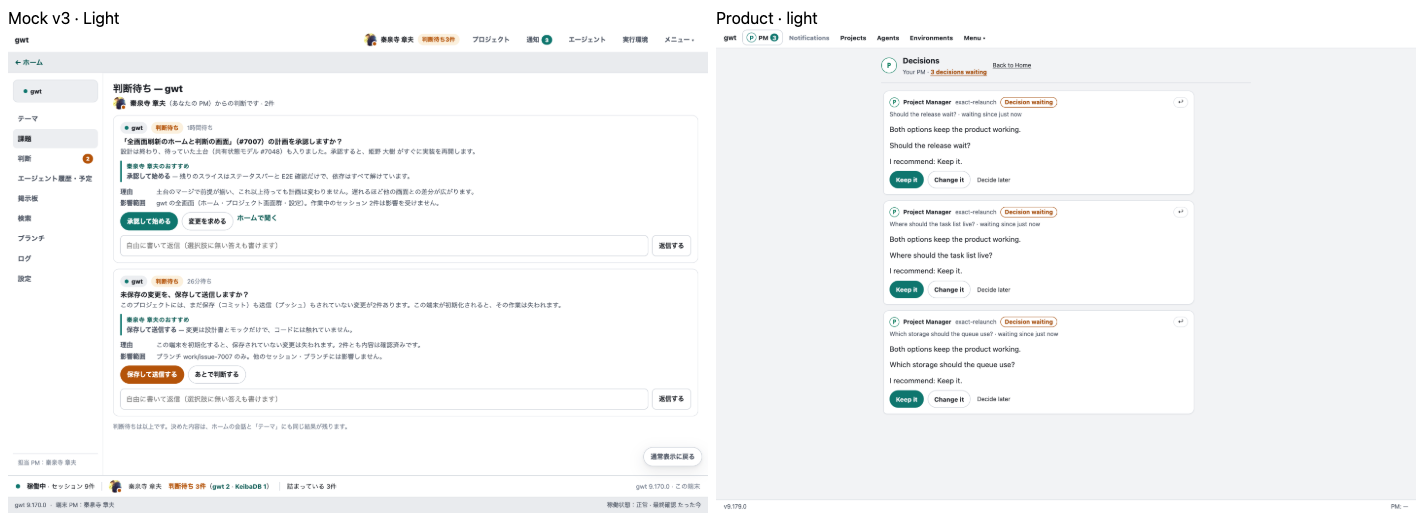 Mock v3 · Light
gwt
秦泉寺 章夫 判断待ち3件 プロジェクト 通知 3 エージェント 実行環境 メニュー
← ホーム
gwt
テーマ
課題
判断 2
エージェント履歴・予定
掲示板
検索
ブランチ
ログ
設定
担当 PM：秦泉寺 章夫
判断待ち — gwt
秦泉寺 章夫（あなたの PM）からの判断です · 2件
gwt 判断待ち 1時間待ち
「全画面刷新のホームと判断の画面」（#7007）の計画を承認しますか？
設計は終わり、待っていた土台（共有状態モデル #7048）も入りました。承認すると、姫野 大樹 がすぐに実装を再開します。
秦泉寺 章夫のおすすめ
承認して始める — 残りのスライスはステータスバーと E2E 確認だけで、依存はすべて解けています。
理由 土台のマージで前提が揃い、これ以上待っても計画は変わりません。遅れるほど他の画面との差分が広がります。
影響範囲 gwt の全画面（ホーム・プロジェクト画面群・設定）。作業中のセッション 2件は影響を受けません。
承認して始める 変更を求める ホームで開く
自由に書いて返信（選択肢に無い答えも書けます） 返信する
gwt 判断待ち 26分待ち
未保存の変更を、保存して送信しますか？
このプロジェクトには、まだ保存（コミット）も送信（プッシュ）もされていない変更が2件あります。この端末が初期化されると、その作業は失われます。
秦泉寺 章夫のおすすめ
保存して送信する — 変更は設計書とモックだけで、コードには触れていません。
理由 この端末を初期化すると、保存されていない変更は失われます。2件とも内容は確認済みです。
影響範囲 ブランチ work/issue-7007 のみ。他のセッション・ブランチには影響しません。
保存して送信する あとで判断する
自由に書いて返信（選択肢に無い答えも書けます） 返信する
判断待ちは以上です。決めた内容は、ホームの会話と「テーマ」にも同じ結果が残ります。
通常表示に戻る
稼働中 · セッション 9件 秦泉寺 章夫 判断待ち 3件（gwt 2 · KeibaDB 1） 詰まっている 3件 gwt 9.170.0 · この端末
gwt 9.170.0 · 端末 PM：秦泉寺 章夫 稼働状態：正常 · 最終確認 たった今
Product · light
gwt P PM 3 Notifications Projects Agents Environments Menu
P Decisions
Your PM · 3 decisions waiting Back to Home
P Project Manager exact-relaunch Decision waiting
Should the release wait? · waiting since just now
Both options keep the product working.
Should the release wait?
I recommend: Keep it.
Keep it Change it Decide later
P Project Manager exact-relaunch Decision waiting
Where should the task list live? · waiting since just now
Both options keep the product working.
Where should the task list live?
I recommend: Keep it.
Keep it Change it Decide later
P Project Manager exact-relaunch Decision waiting
Which storage should the queue use? · waiting since just now
Both options keep the product working.
Which storage should the queue use?
I recommend: Keep it.
Keep it Change it Decide later
v9.179.0 PM: —